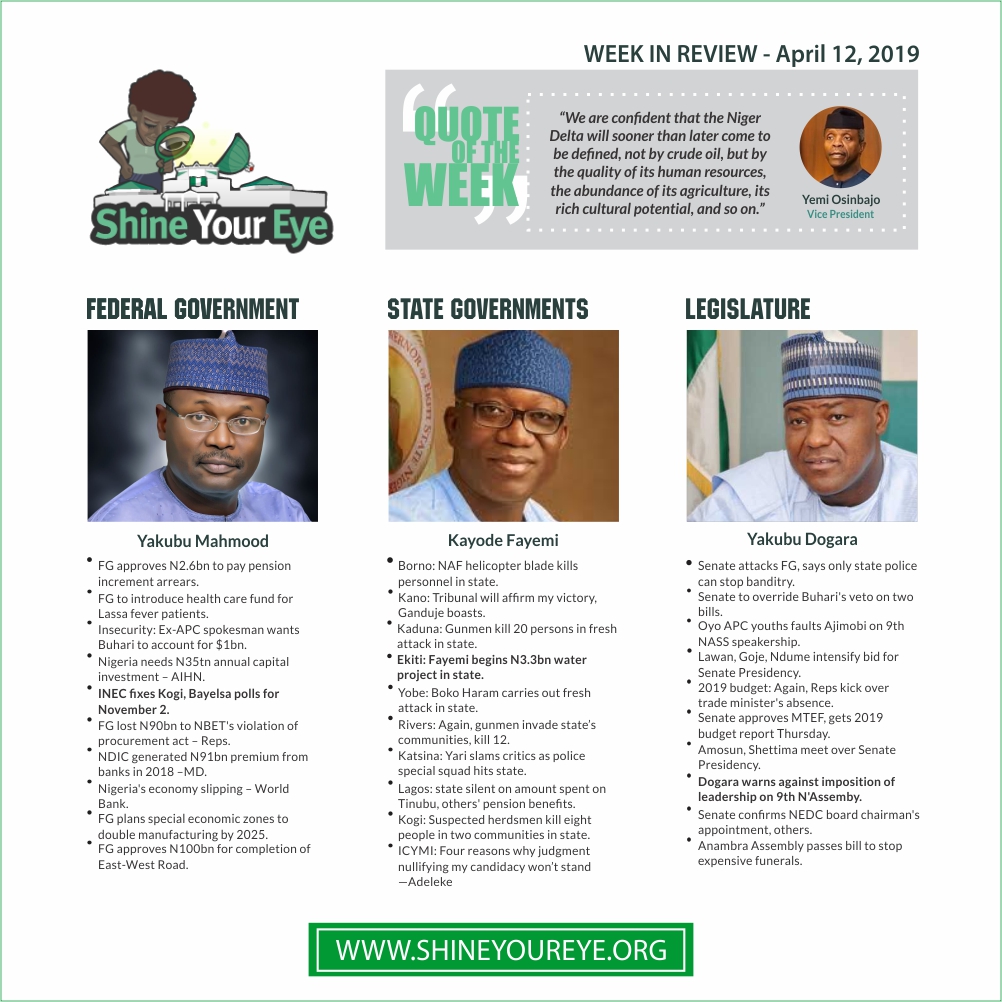 WEEK IN REVIEW - April 12, 2019
Shine Your Eye
QUOTE
OF THE
WEEK
“We are confident that the Niger
Delta will sooner than later come to
be defined, not by crude oil, but by
the quality of its human resources,
the abundance of its agriculture, its
rich cultural potential, and so on.”
Yemi Osinbajo
Vice President
FEDERAL GOVERNMENT
Yakubu Mahmood
• FG approves N2.6bn to pay pension
increment arrears.
• FG to introduce health care fund for
Lassa fever patients.
• Insecurity: Ex-APC spokesman wants
Buhari to account for $1bn.
• Nigeria needs N35tn annual capital
investment – AIHN.
• INEC fixes Kogi, Bayelsa polls for
November 2.
• FG lost N90bn to NBET's violation of
procurement act – Reps.
• NDIC generated N91bn premium from
banks in 2018 –MD.
• Nigeria's economy slipping – World
Bank.
• FG plans special economic zones to
double manufacturing by 2025.
• FG approves N100bn for completion of
East-West Road.
STATE GOVERNMENTS
ERNOR OF EKITI STATE NIGE
Kayode Fayemi
• Borno: NAF helicopter blade kills
personnel in state.
• Kano: Tribunal will affirm my victory,
Ganduje boasts.
• Kaduna: Gunmen kill 20 persons in fresh
attack in state.
• Ekiti: Fayemi begins N3.3bn water
project in state.
• Yobe: Boko Haram carries out fresh
attack in state.
• Rivers: Again, gunmen invade state’s
communities, kill 12.
• Katsina: Yari slams critics as police
special squad hits state.
• Lagos: state silent on amount spent on
Tinubu, others' pension benefits.
• Kogi: Suspected herdsmen kill eight
people in two communities in state.
• ICYMI: Four reasons why judgment
nullifying my candidacy won’t stand
—Adeleke
LEGISLATURE
Yakubu Dogara
• Senate attacks FG, says only state police
can stop banditry.
• Senate to override Buhari's veto on two
bills.
• Oyo APC youths faults Ajimobi on 9th
NASS speakership.
• Lawan, Goje, Ndume intensify bid for
Senate Presidency.
• 2019 budget: Again, Reps kick over
trade minister's absence.
• Senate approves MTEF, gets 2019
budget report Thursday.
• Amosun, Shettima meet over Senate
Presidency.
• Dogara warns against imposition of
leadership on 9th N’Assemby.
• Senate confirms NEDC board chairman's
appointment, others.
• Anambra Assembly passes bill to stop
expensive funerals.
WWW.SHINEYOUREYE.ORG